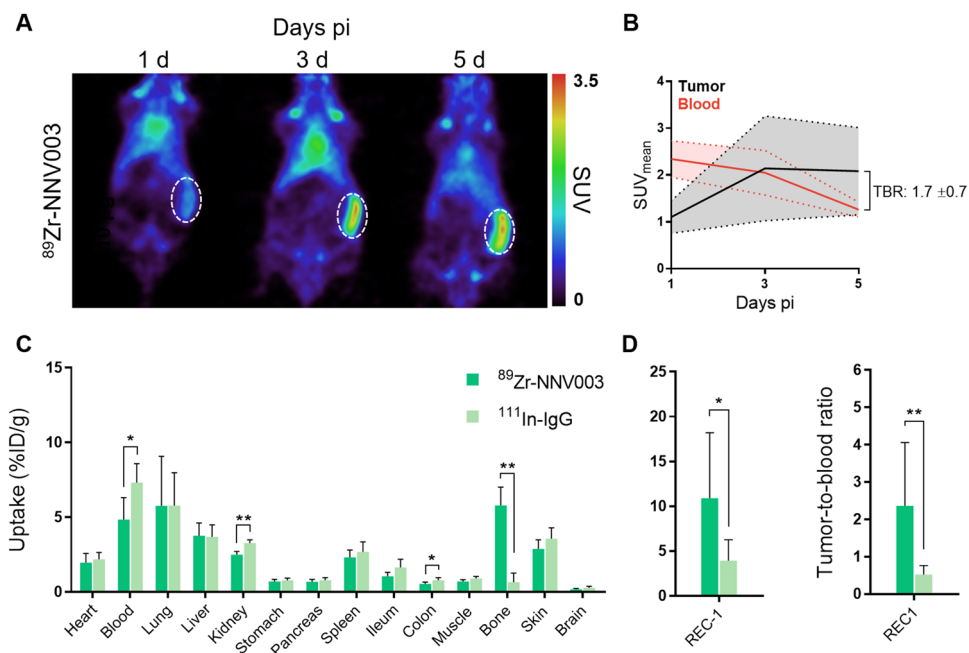 A
Days pi
1 d
3 d
5 d
⁸⁹Zr-NNV003
3.5
SUV
0
B
Tumor
Blood
4
3
2
1
0
SUVmean
TBR: 1.7 ±0.7
1
3
5
Days pi
C
15
10
5
0
Uptake (%ID/g)
⁸⁹Zr-NNV003
¹¹¹In-IgG
*
**
*
**
Heart
Blood
Lung
Liver
Kidney
Stomach
Pancreas
Spleen
Ileum
Colon
Muscle
Bone
Skin
Brain
D
25
20
15
10
5
0
*
REC-1
Tumor-to-blood ratio
6
5
4
3
2
1
0
**
REC1